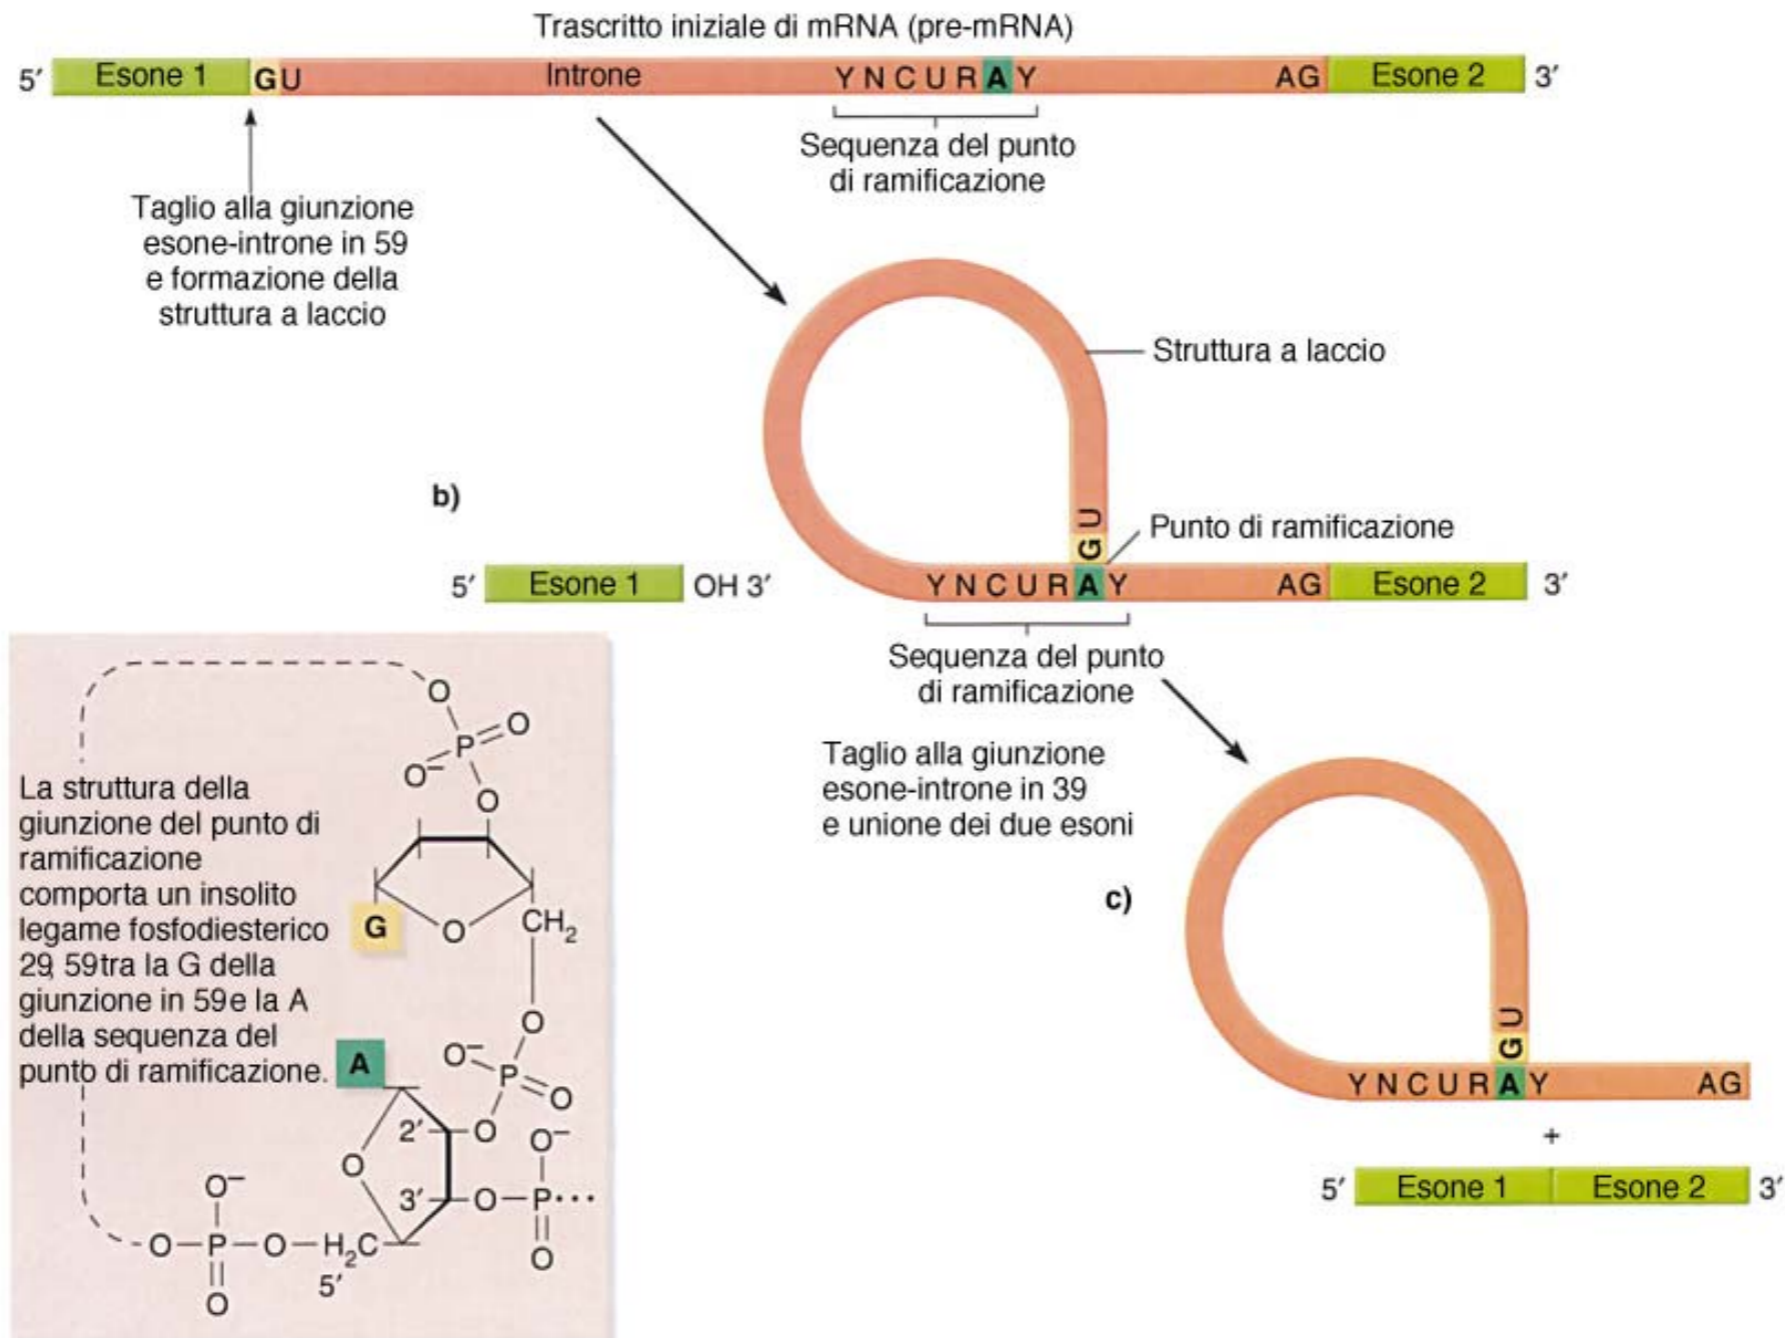 Trascritto iniziale di mRNA (pre-mRNA)
5′ Esone 1 GU Introne YNCURAY AG Esone 2 3′
Sequenza del punto
di ramificazione
Taglio alla giunzione
esone-introne in 59
e formazione della
struttura a laccio
Struttura a laccio
b)
U
G
Punto di ramificazione
5′ Esone 1 OH 3′
YNCURAY AG Esone 2 3′
Sequenza del punto
di ramificazione
Taglio alla giunzione
esone-introne in 39
e unione dei due esoni
c)
U
G
YNCURAY AG
+
5′ Esone 1 Esone 2 3′
La struttura della
giunzione del punto di
ramificazione
comporta un insolito
legame fosfodiesterico
29, 59 tra la G della
giunzione in 59 e la A
della sequenza del
punto di ramificazione.
O
P O
O−
O
G O CH₂
O
A O− P O
2′ O
O O−
3′ O P
O−
O P O H₂C O
5′
O